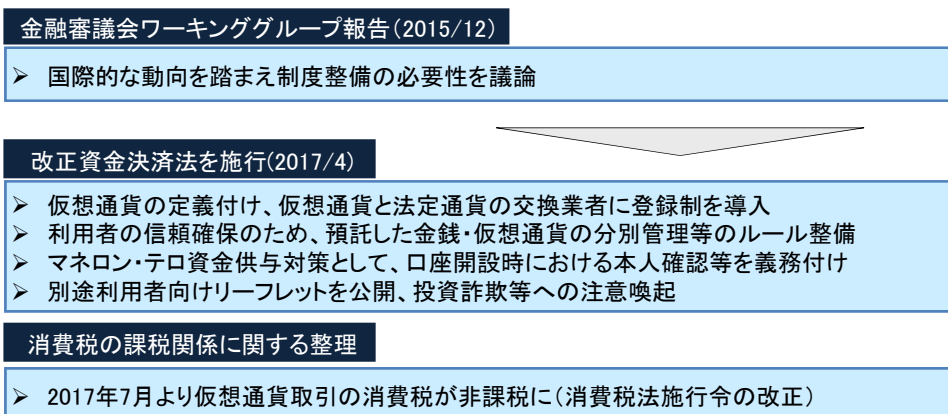 金融審議会ワーキンググループ報告(2015/12)
➢ 国際的な動向を踏まえ制度整備の必要性を議論
改正資金決済法を施行(2017/4)
➢ 仮想通貨の定義付け、仮想通貨と法定通貨の交換業者に登録制を導入
➢ 利用者の信頼確保のため、預託した金銭・仮想通貨の分別管理等のルール整備
➢ マネロン・テロ資金供与対策として、口座開設時における本人確認等を義務付け
➢ 別途利用者向けリーフレットを公開、投資詐欺等への注意喚起
消費税の課税関係に関する整理
➢ 2017年7月より仮想通貨取引の消費税が非課税に(消費税法施行令の改正)